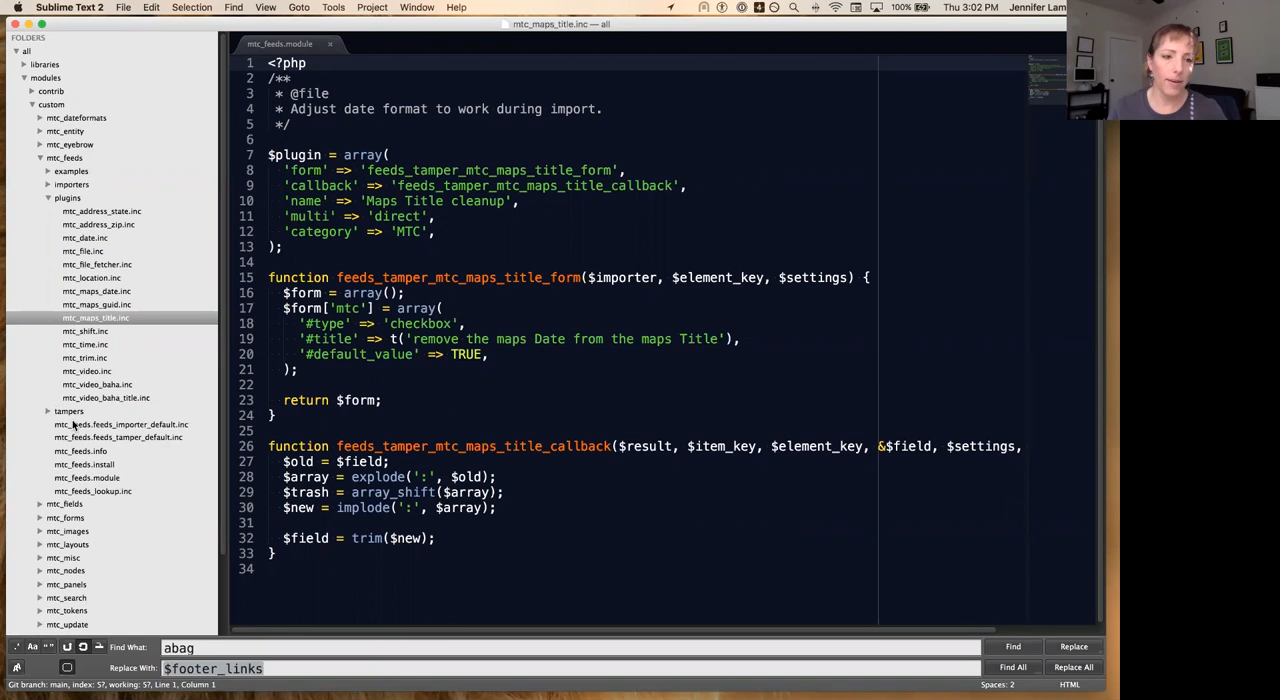 Sublime Text 2 File Edit Selection Find View Goto Tools Project Window Help 4 100% Thu 3:02 PM Jennifer Lam
mtc_maps_title.inc — all
FOLDERS
all
libraries
modules
contrib
custom
mtc_dateformats
mtc_entity
mtc_eyebrow
mtc_feeds
examples
importers
plugins
mtc_address_state.inc
mtc_address_zip.inc
mtc_date.inc
mtc_file.inc
mtc_file_fetcher.inc
mtc_location.inc
mtc_maps_date.inc
mtc_maps_guid.inc
mtc_maps_title.inc
mtc_shift.inc
mtc_time.inc
mtc_trim.inc
mtc_video.inc
mtc_video_baha.inc
mtc_video_baha_title.inc
tampers
mtc_feeds.feeds_importer_default.inc
mtc_feeds.feeds_tamper_default.inc
mtc_feeds.info
mtc_feeds.install
mtc_feeds.module
mtc_feeds_lookup.inc
mtc_fields
mtc_forms
mtc_images
mtc_layouts
mtc_misc
mtc_nodes
mtc_panels
mtc_search
mtc_tokens
mtc_update
mtc_feeds.module ×
1 <?php
2 /**
3 * @file
4 * Adjust date format to work during import.
5 */
6
7 $plugin = array(
8 'form' => 'feeds_tamper_mtc_maps_title_form',
9 'callback' => 'feeds_tamper_mtc_maps_title_callback',
10 'name' => 'Maps Title cleanup',
11 'multi' => 'direct',
12 'category' => 'MTC',
13 );
14
15 function feeds_tamper_mtc_maps_title_form($importer, $element_key, $settings) {
16 $form = array();
17 $form['mtc'] = array(
18 '#type' => 'checkbox',
19 '#title' => t('remove the maps Date from the maps Title'),
20 '#default_value' => TRUE,
21 );
22
23 return $form;
24 }
25
26 function feeds_tamper_mtc_maps_title_callback($result, $item_key, $element_key, &$field, $settings,
27 $old = $field;
28 $array = explode(':', $old);
29 $trash = array_shift($array);
30 $new = implode(':', $array);
31
32 $field = trim($new);
33 }
34
.* Aa “” Find What: abag Find Replace
Replace With: $footer_links Find All Replace All
Git branch: main, index: 5?, working: 5?, Line 1, Column 1 Spaces: 2 HTML